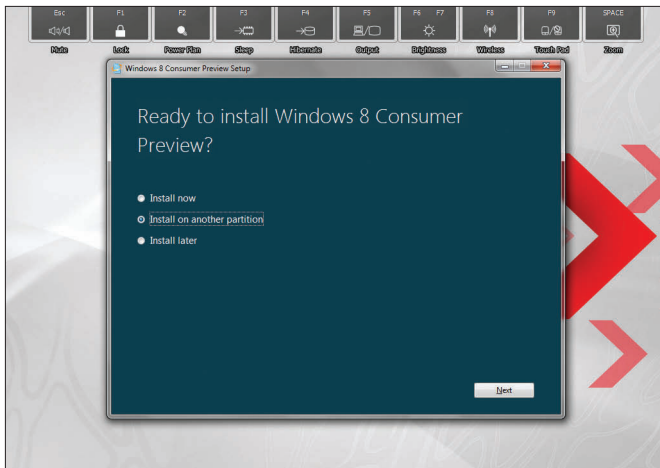 Esc F1 F2 F3 F4 F5 F6 F7 F8 F9 SPACE
Mute Lock Power Plan Sleep Hibernate Output Brightness Wireless Touch Pad Zoom
Windows 8 Consumer Preview Setup
Ready to install Windows 8 Consumer
Preview?
Install now
Install on another partition
Install later
Next